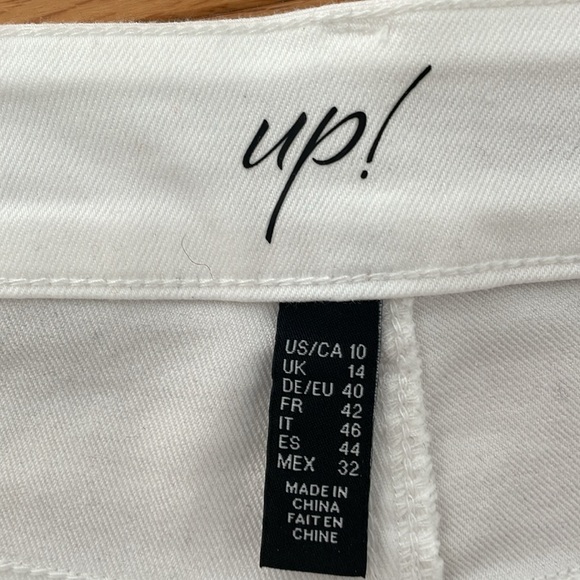 up!
US/CA 10
UK 14
DE/EU 40
FR 42
IT 46
ES 44
MEX 32
MADE IN
CHINA
FAIT EN
CHINE